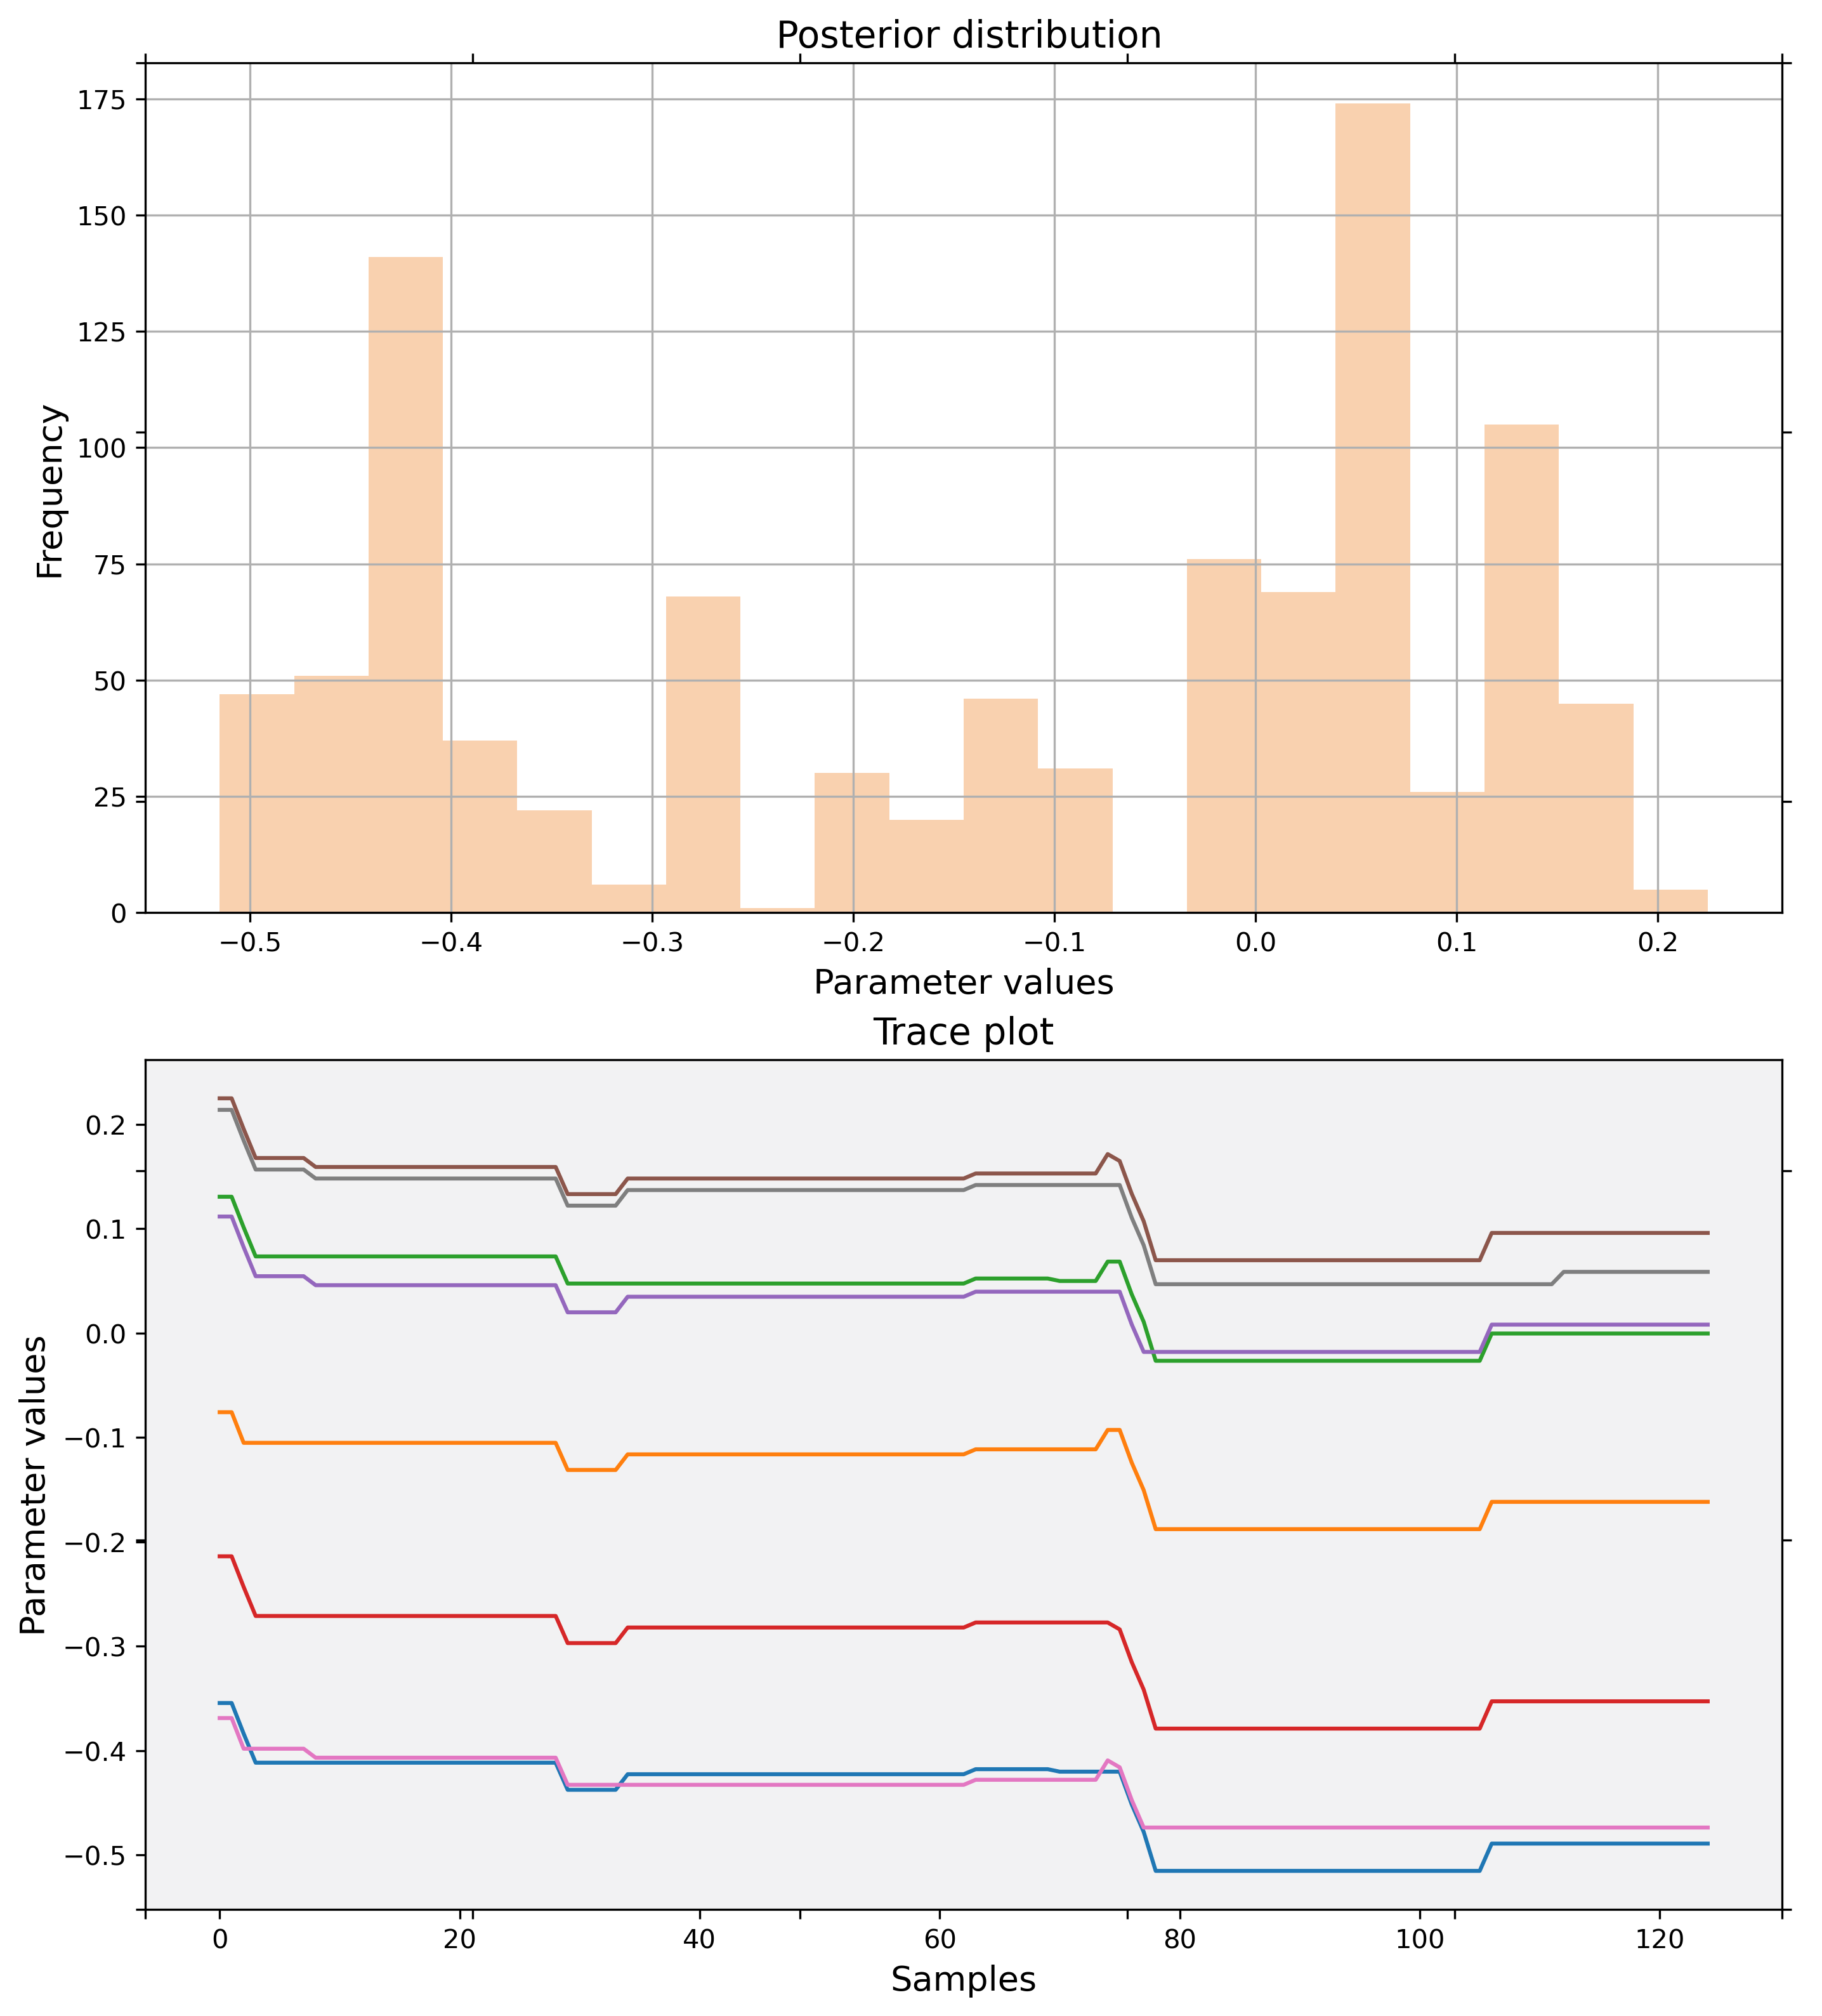 Posterior distribution
175
150
125
100
75
50
25
0
Frequency
−0.5 −0.4 −0.3 −0.2 −0.1 0.0 0.1 0.2
Parameter values
Trace plot
0.2
0.1
0.0
−0.1
−0.2
−0.3
−0.4
−0.5
Parameter values
0 20 40 60 80 100 120
Samples